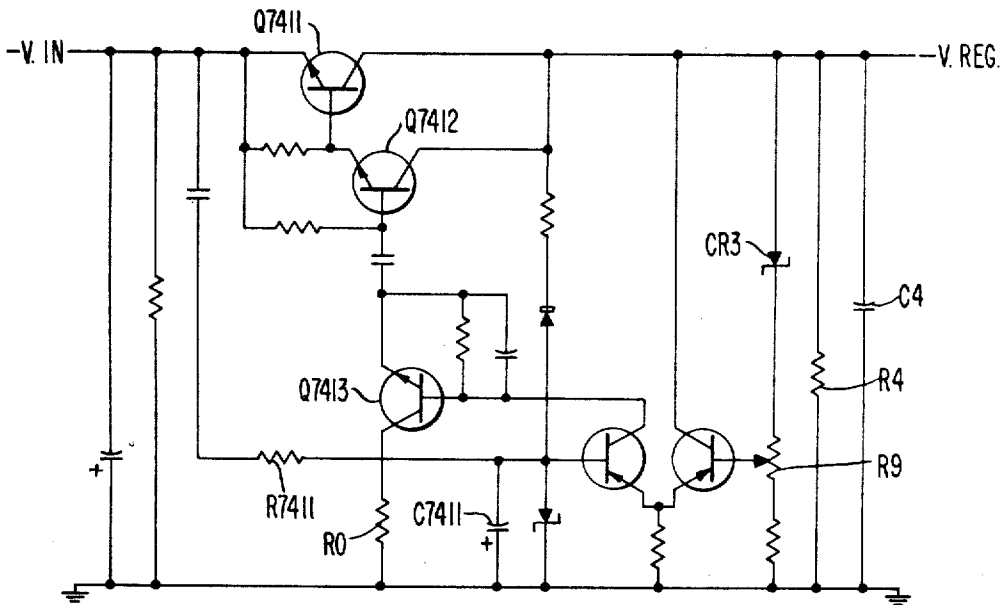 Q7411
-V. IN
-V. REG.
Q7412
CR3
C4
Q7413
R4
+
R7411
C7411
R9
R0
+